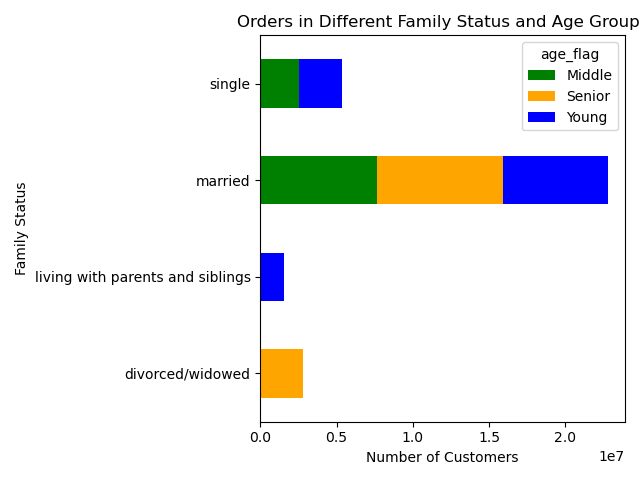 Orders in Different Family Status and Age Group
age_flag
Middle
Senior
Young
single
married
living with parents and siblings
divorced/widowed
Family Status
0.0
0.5
1.0
1.5
2.0
1e7
Number of Customers